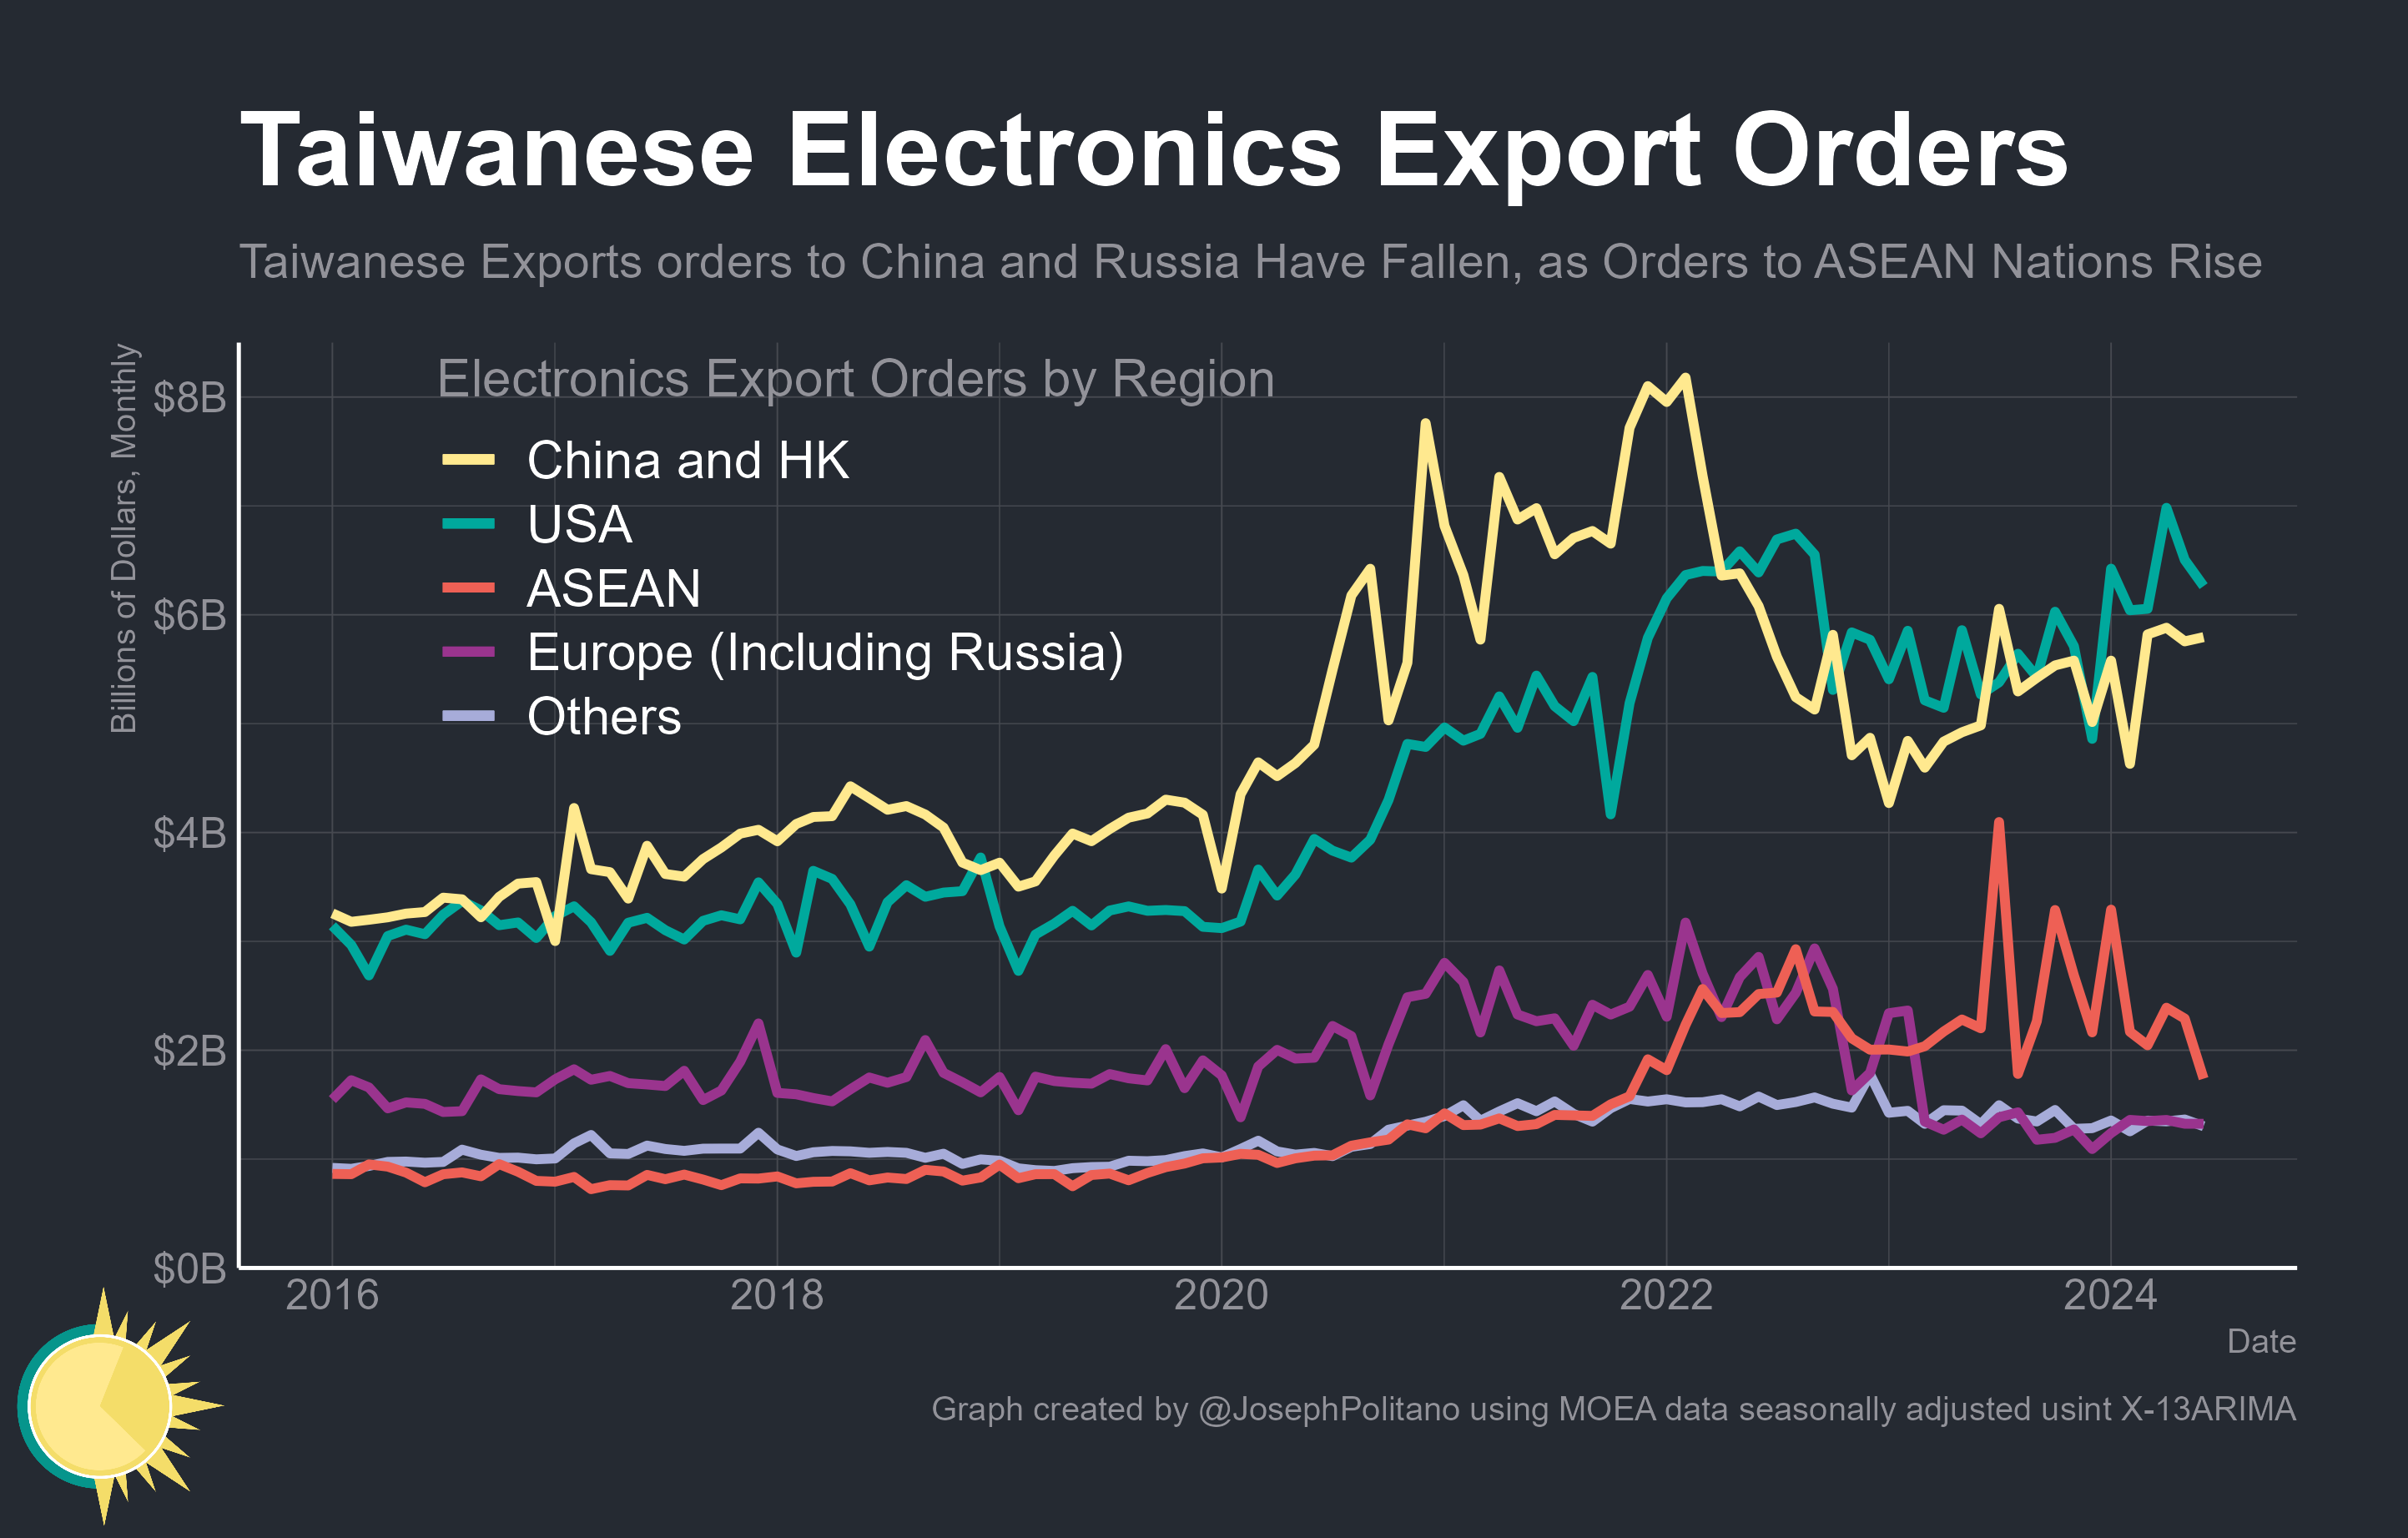 Taiwanese Electronics Export Orders
Taiwanese Exports orders to China and Russia Have Fallen, as Orders to ASEAN Nations Rise
Billions of Dollars, Monthly
Electronics Export Orders by Region
China and HK
USA
ASEAN
Europe (Including Russia)
Others
$8B
$6B
$4B
$2B
$0B
2016
2018
2020
2022
2024
Date
Graph created by @JosephPolitano using MOEA data seasonally adjusted usint X-13ARIMA